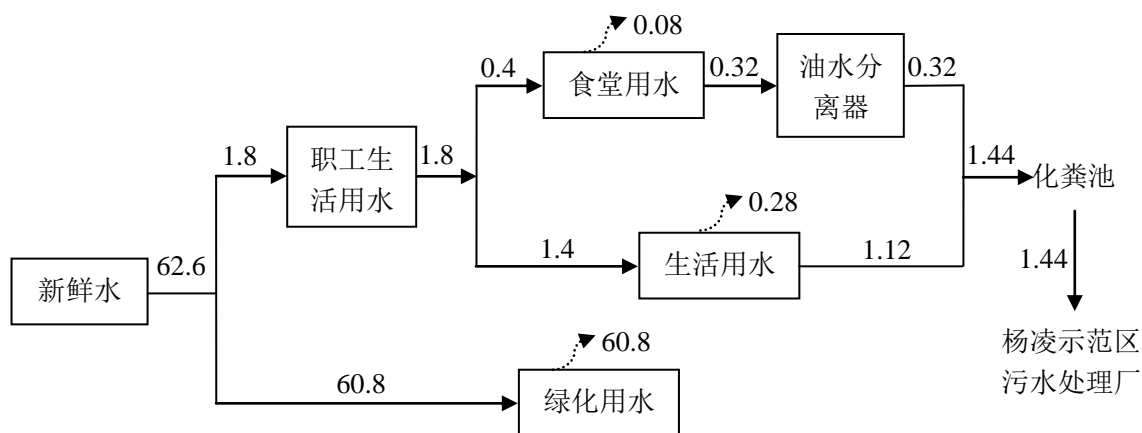 0.08
0.4
食堂用水
0.32
油水分
离器
0.32
1.8
职工生
活用水
1.8
1.44
化粪池
0.28
62.6
1.4
生活用水
1.12
1.44
新鲜水
60.8
杨凌示范区
污水处理厂
60.8
绿化用水